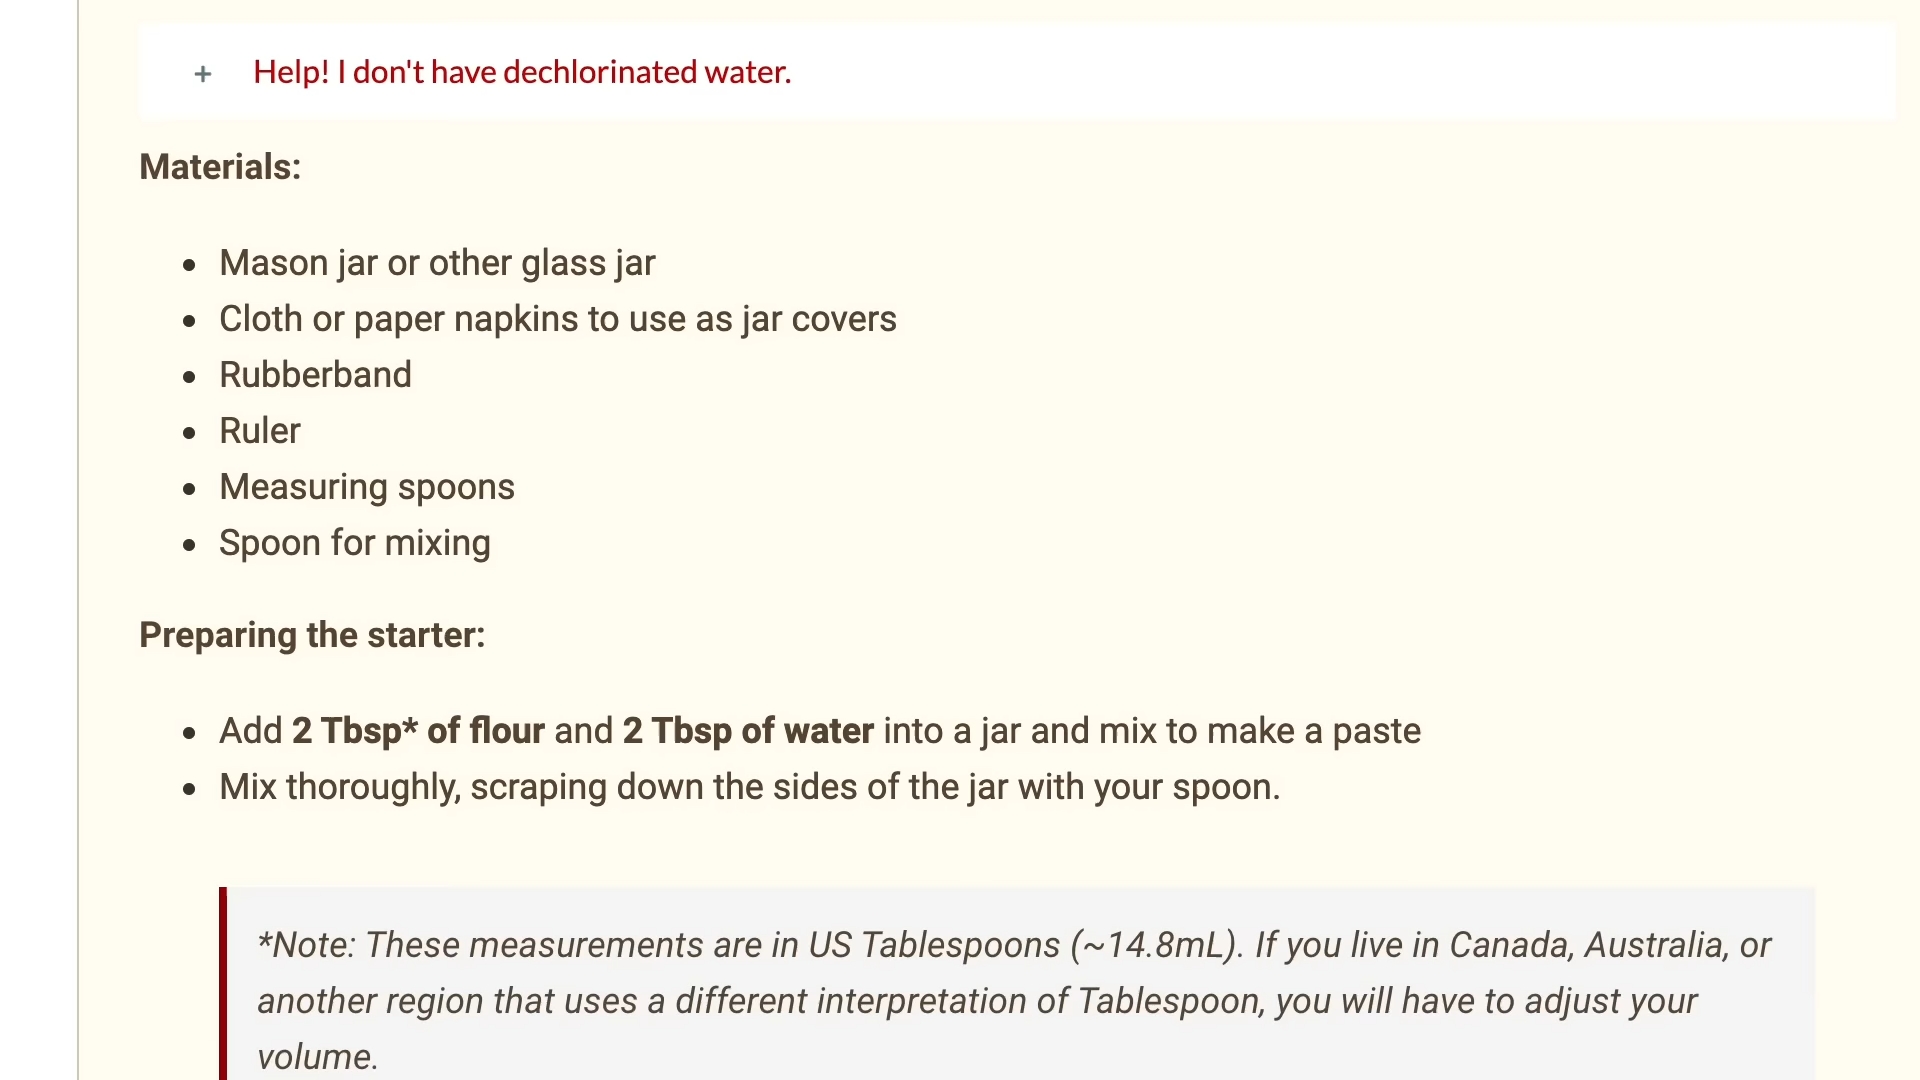 + Help! I don't have dechlorinated water.
Materials:
• Mason jar or other glass jar
• Cloth or paper napkins to use as jar covers
• Rubberband
• Ruler
• Measuring spoons
• Spoon for mixing
Preparing the starter:
• Add 2 Tbsp* of flour and 2 Tbsp of water into a jar and mix to make a paste
• Mix thoroughly, scraping down the sides of the jar with your spoon.
*Note: These measurements are in US Tablespoons (~14.8mL). If you live in Canada, Australia, or
another region that uses a different interpretation of Tablespoon, you will have to adjust your
volume.